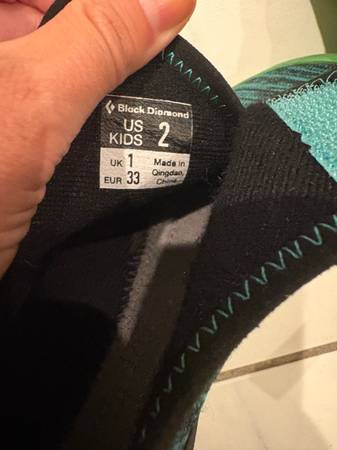 Black Diamond
US KIDS 2
UK 1
EUR 33
Made in
Qingdao,
China